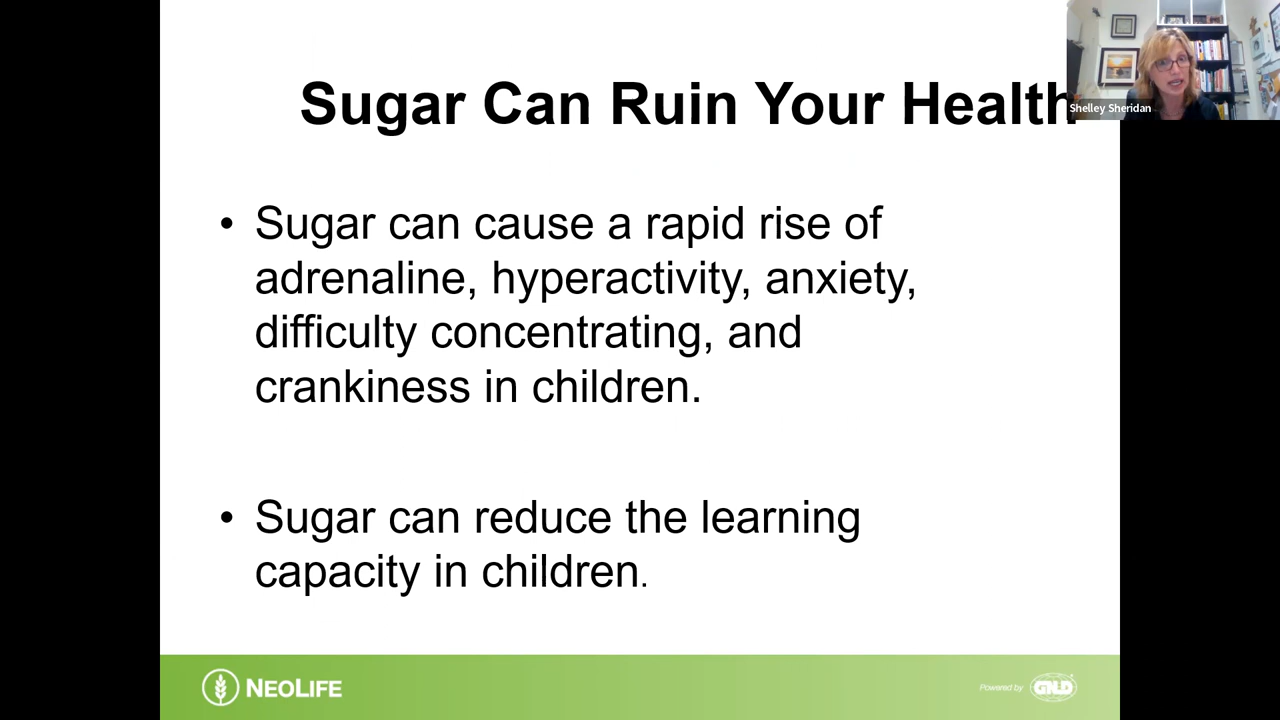 Sugar Can Ruin Your Health
Shelley Sheridan
• Sugar can cause a rapid rise of
adrenaline, hyperactivity, anxiety,
difficulty concentrating, and
crankiness in children.
• Sugar can reduce the learning
capacity in children.
NEOLIFE
Powered by GNLD